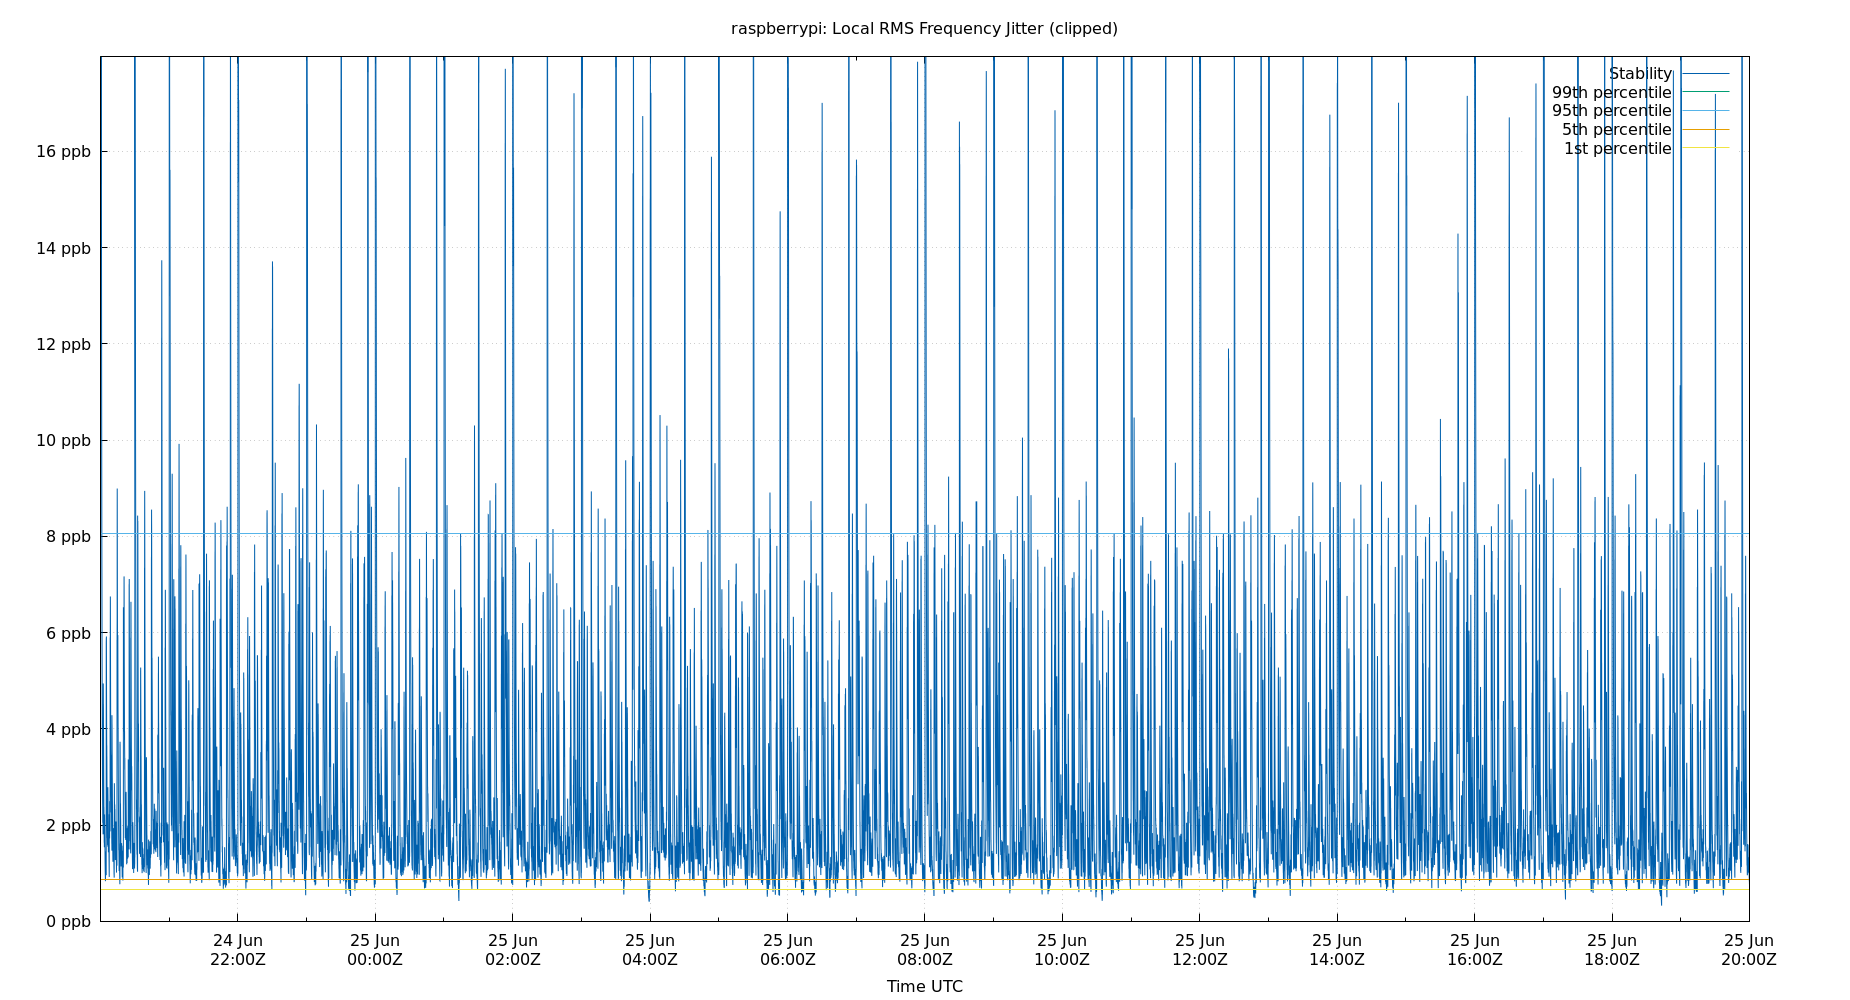 raspberrypi: Local RMS Frequency Jitter (clipped)
Stability
99th percentile
95th percentile
5th percentile
1st percentile
16 ppb
14 ppb
12 ppb
10 ppb
8 ppb
6 ppb
4 ppb
2 ppb
0 ppb
24 Jun 25 Jun 25 Jun 25 Jun 25 Jun 25 Jun 25 Jun 25 Jun 25 Jun 25 Jun 25 Jun 25 Jun
22:00Z 00:00Z 02:00Z 04:00Z 06:00Z 08:00Z 10:00Z 12:00Z 14:00Z 16:00Z 18:00Z 20:00Z
Time UTC